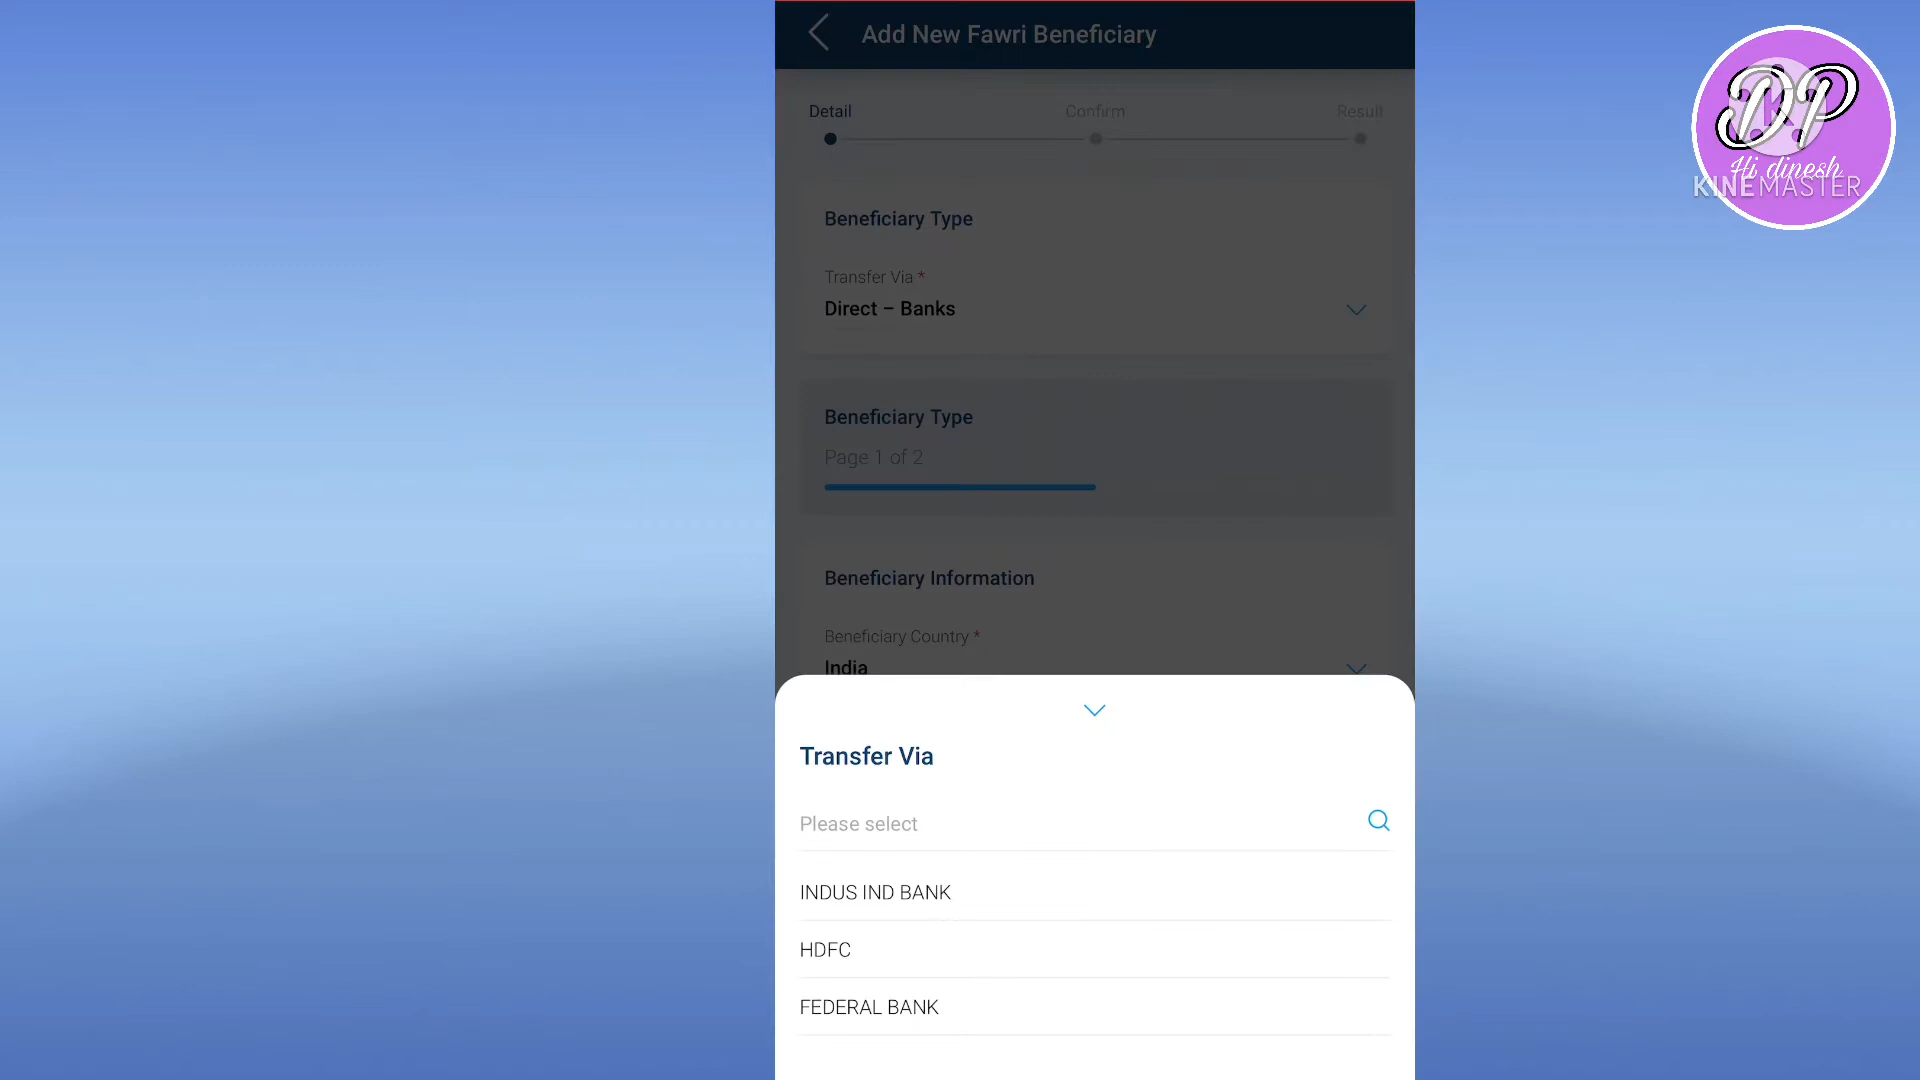 Add New Fawri Beneficiary
Detail Confirm Result
Beneficiary Type
Transfer Via *
Direct – Banks
Beneficiary Type
Page 1 of 2
Beneficiary Information
Beneficiary Country *
India
Transfer Via
Please select
INDUS IND BANK
HDFC
FEDERAL BANK
DP
Hi dinesh
KINEMASTER